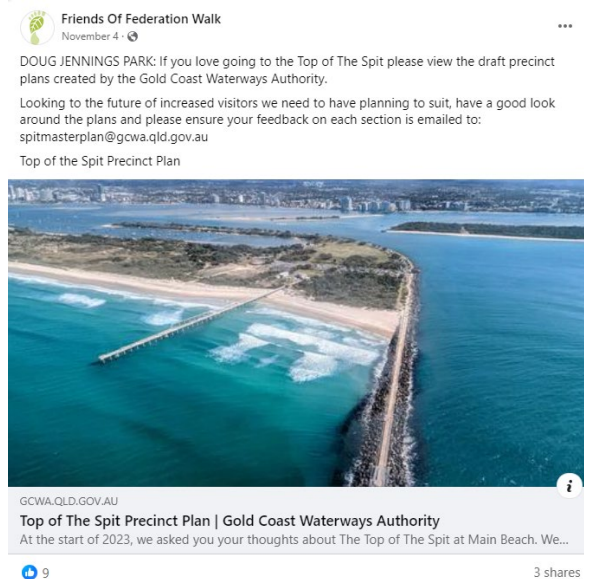 Friends Of Federation Walk
November 4 ·
DOUG JENNINGS PARK: If you love going to the Top of The Spit please view the draft precinct
plans created by the Gold Coast Waterways Authority.
Looking to the future of increased visitors we need to have planning to suit, have a good look
around the plans and please ensure your feedback on each section is emailed to:
spitmasterplan@gcwa.qld.gov.au
Top of the Spit Precinct Plan
GCWA.QLD.GOV.AU
Top of The Spit Precinct Plan | Gold Coast Waterways Authority
At the start of 2023, we asked you your thoughts about The Top of The Spit at Main Beach. We...
9
3 shares